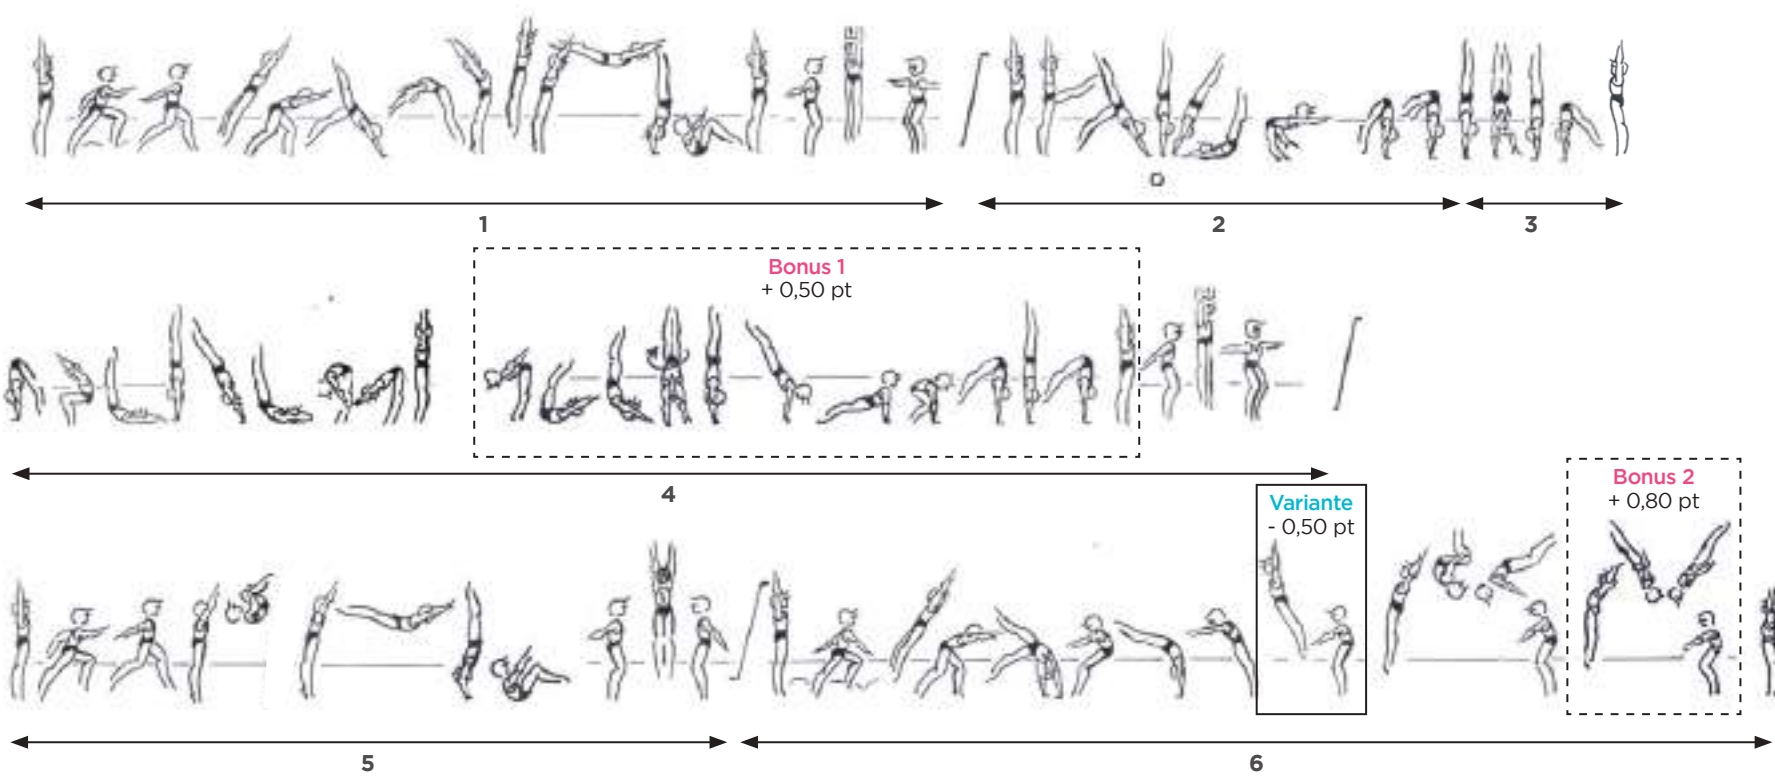 1
2
3
Bonus 1
+ 0,50 pt
4
Variante
- 0,50 pt
Bonus 2
+ 0,80 pt
5
6